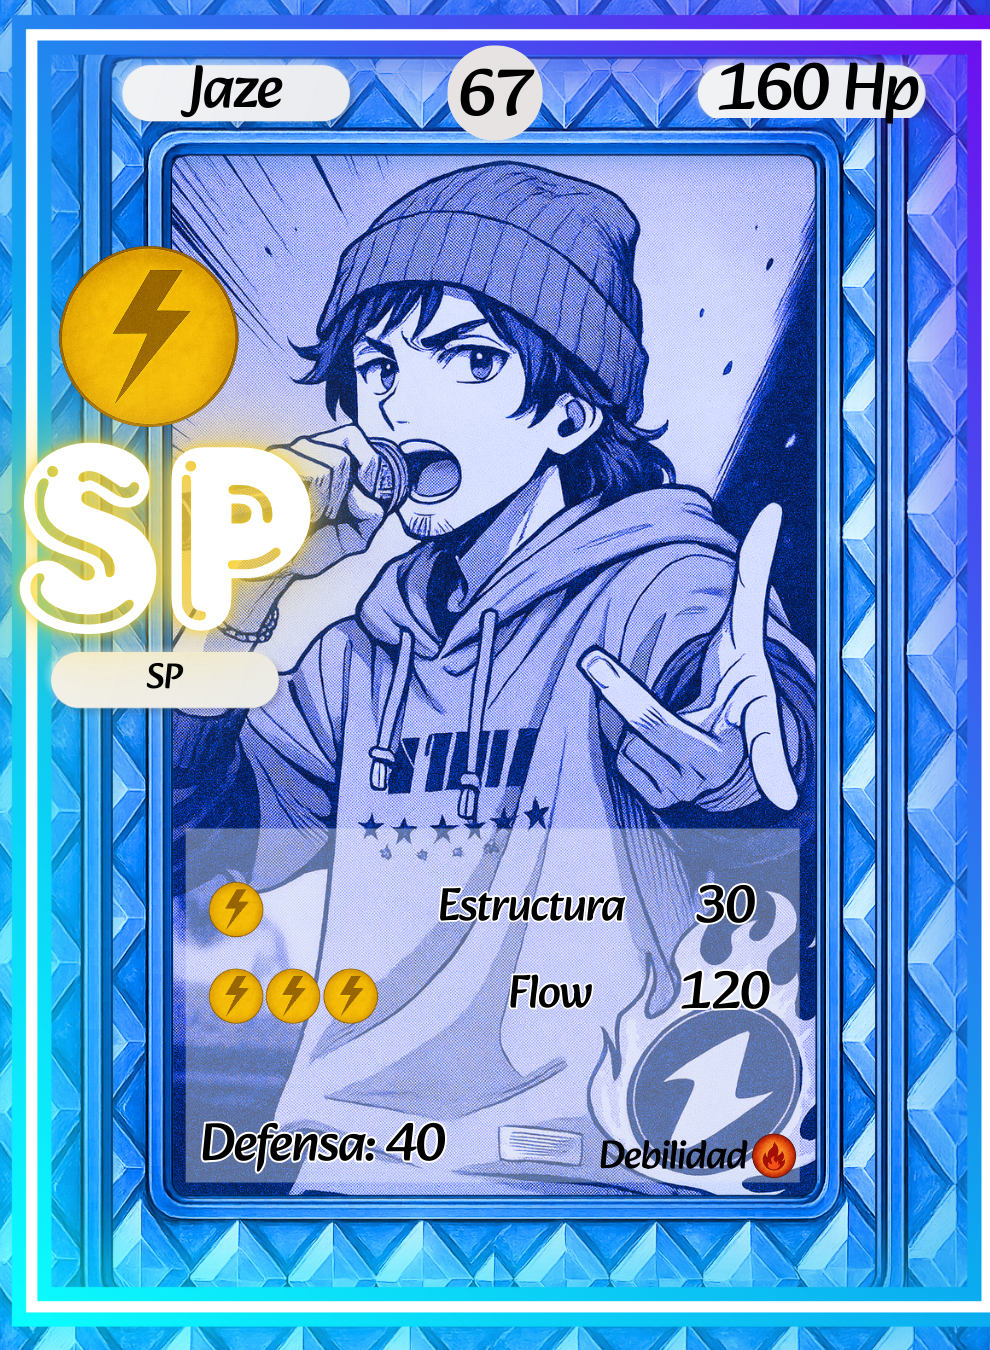 Jaze
67
160 Hp
SP
SP
Estructura 30
Flow 120
Defensa: 40
Debilidad